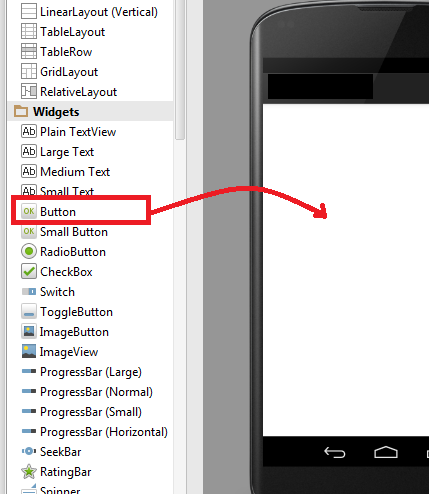 LinearLayout (Vertical)
TableLayout
TableRow
GridLayout
RelativeLayout
Widgets
Ab Plain TextView
Ab Large Text
Ab Medium Text
Ab Small Text
OK Button
OK Small Button
RadioButton
CheckBox
Switch
ToggleButton
ImageButton
ImageView
ProgressBar (Large)
ProgressBar (Normal)
ProgressBar (Small)
ProgressBar (Horizontal)
SeekBar
RatingBar
Spinner